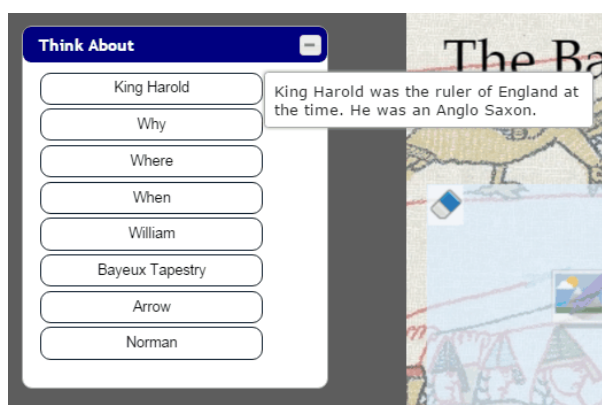 Think About
King Harold
King Harold was the ruler of England at
the time. He was an Anglo Saxon.
Why
Where
When
William
Bayeux Tapestry
Arrow
Norman
The Ba